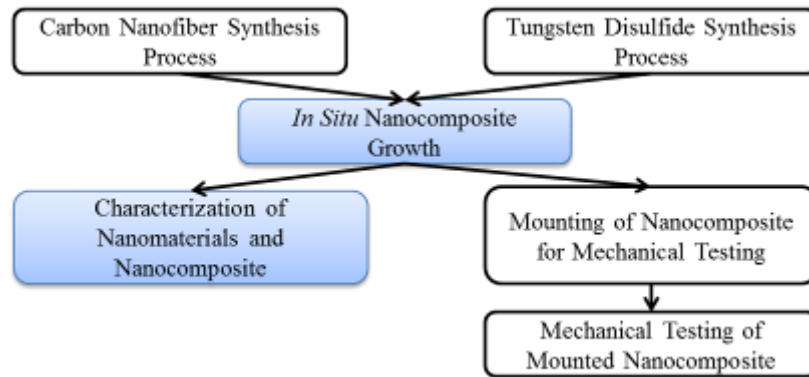 Carbon Nanofiber Synthesis
Process
Tungsten Disulfide Synthesis
Process
In Situ Nanocomposite
Growth
Characterization of
Nanomaterials and
Nanocomposite
Mounting of Nanocomposite
for Mechanical Testing
Mechanical Testing of
Mounted Nanocomposite